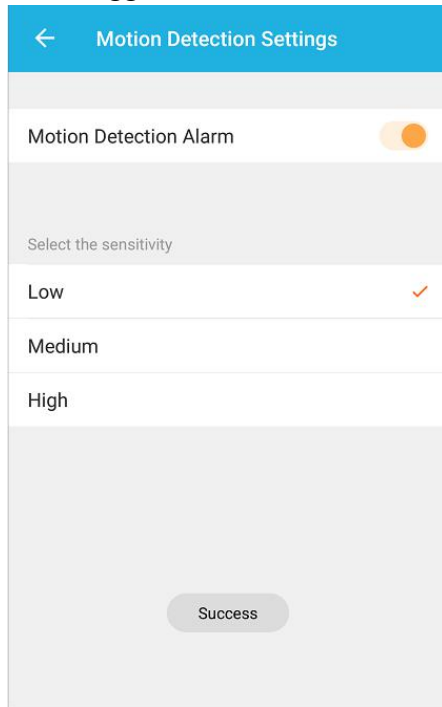 Motion Detection Settings
Motion Detection Alarm
Select the sensitivity
Low
Medium
High
Success